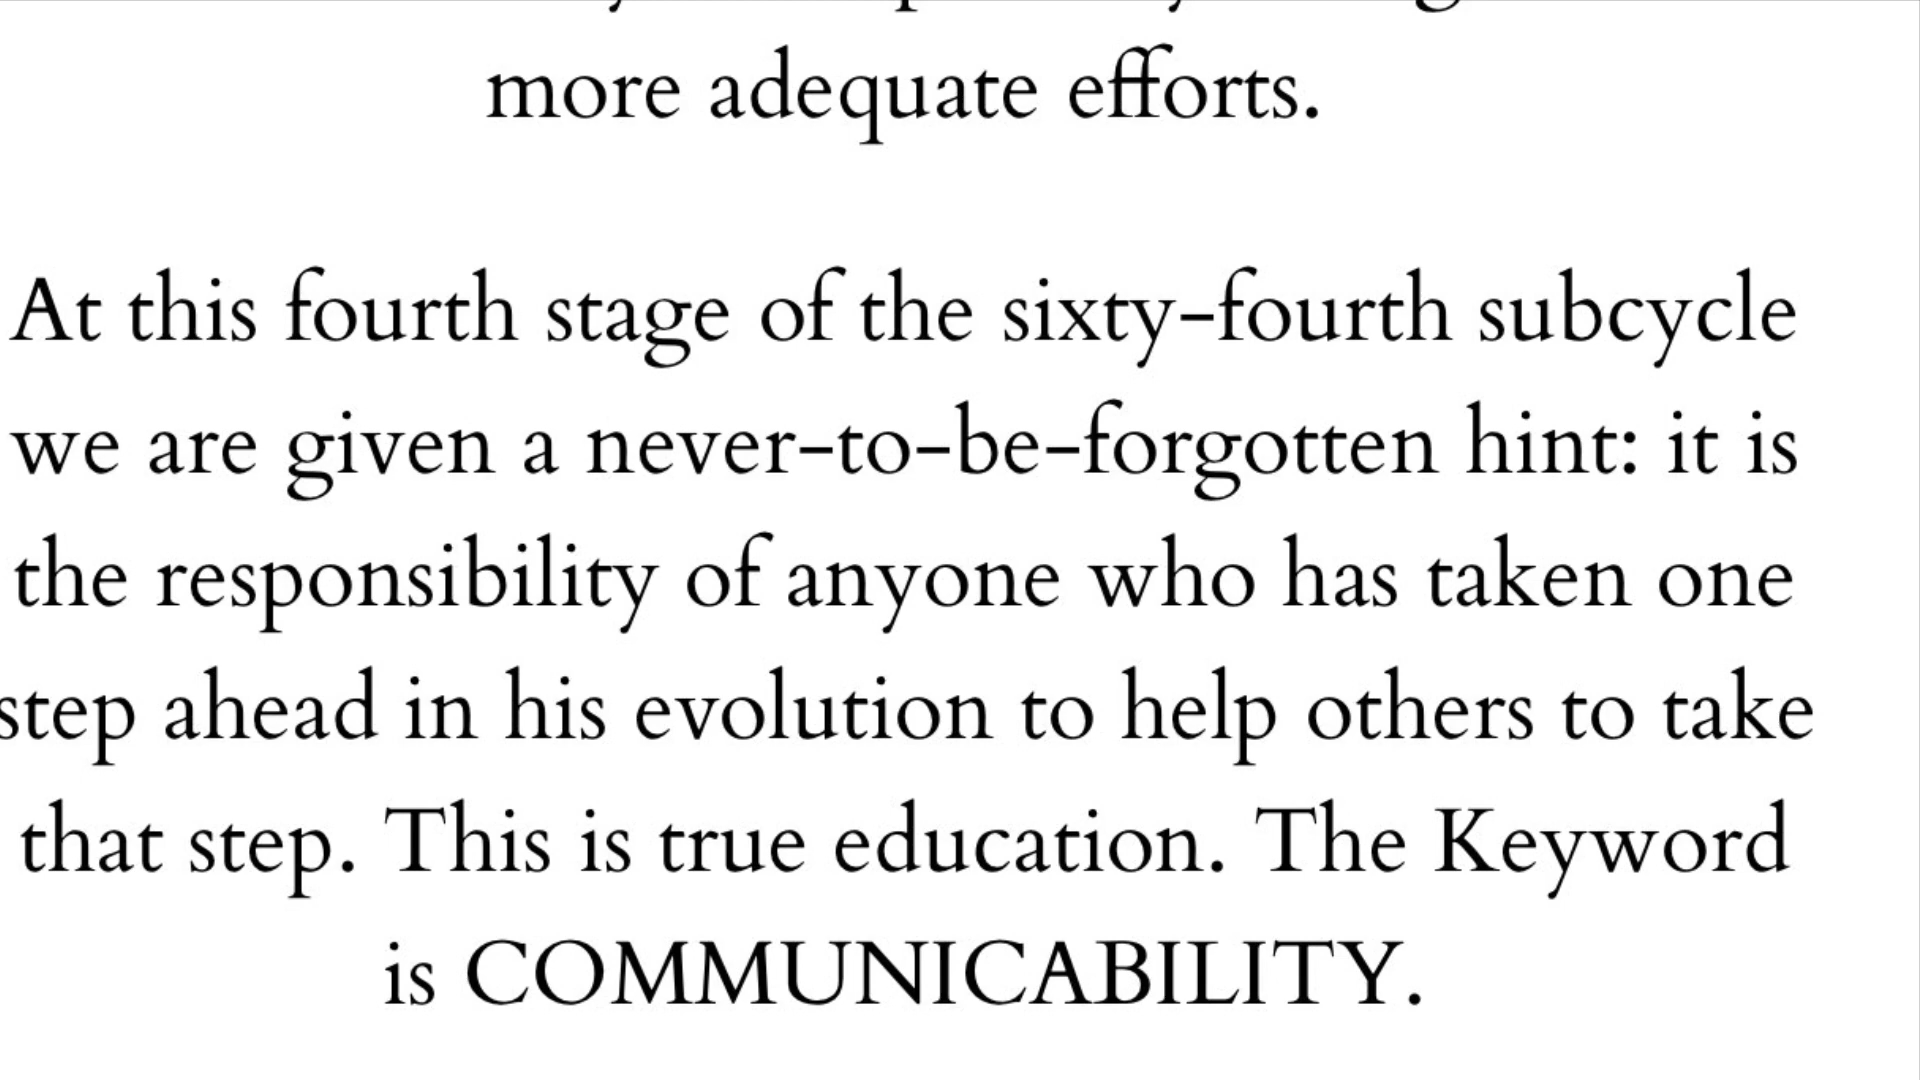 more adequate efforts.
At this fourth stage of the sixty-fourth subcycle
we are given a never-to-be-forgotten hint: it is
the responsibility of anyone who has taken one
step ahead in his evolution to help others to take
that step. This is true education. The Keyword
is COMMUNICABILITY.